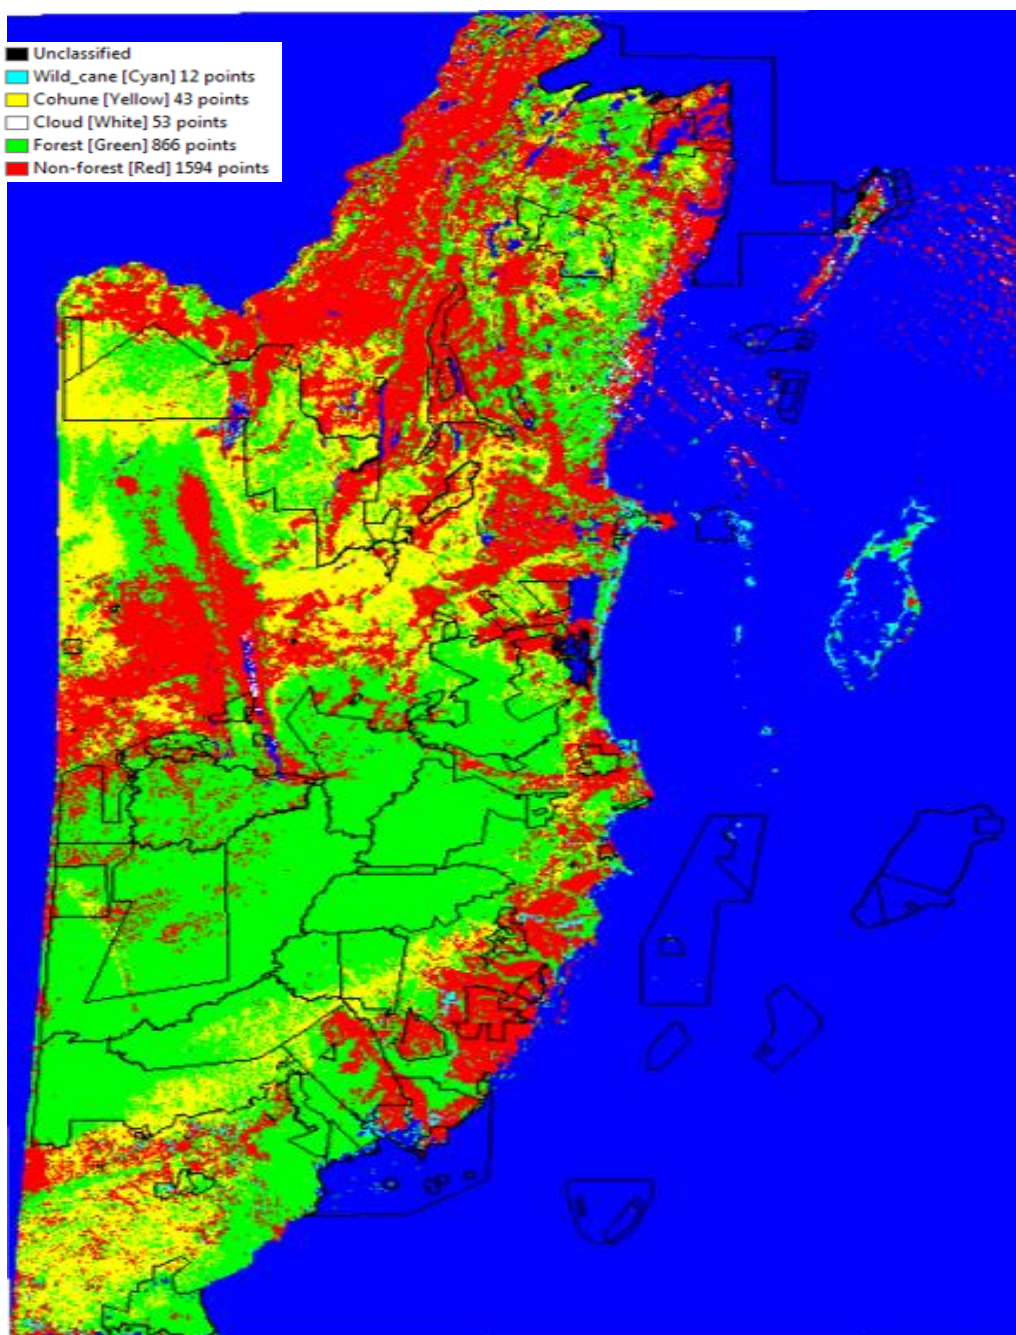 Unclassified
Wild_cane [Cyan] 12 points
Cohune [Yellow] 43 points
Cloud [White] 53 points
Forest [Green] 866 points
Non-forest [Red] 1594 points